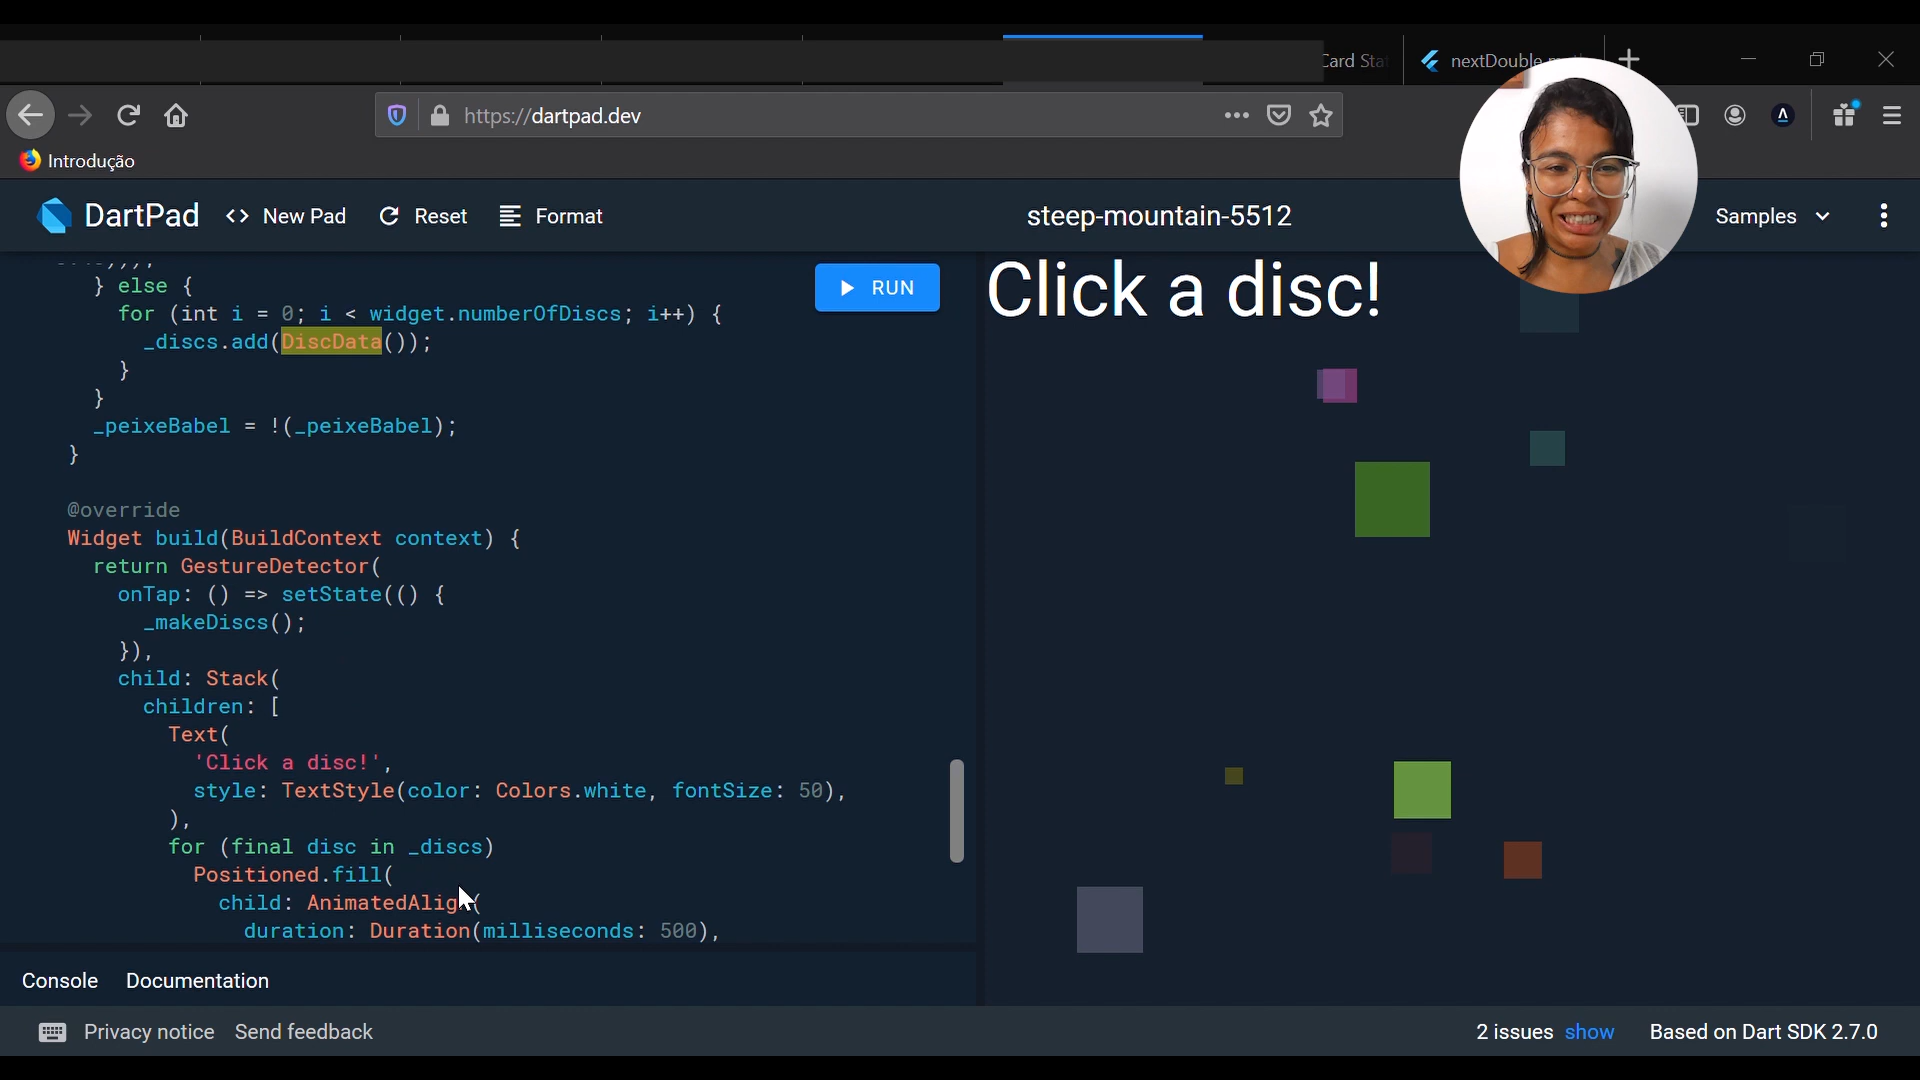 Card Sta
nextDouble
https://dartpad.dev
Introdução
DartPad
New Pad
Reset
Format
steep-mountain-5512
Samples
} else {
for (int i = 0; i < widget.numberOfDiscs; i++) {
_discs.add(DiscData());
}
}
_peixeBabel = !(_peixeBabel);
}
@override
Widget build(BuildContext context) {
return GestureDetector(
onTap: () => setState(() {
_makeDiscs();
}),
child: Stack(
children: [
Text(
'Click a disc!',
style: TextStyle(color: Colors.white, fontSize: 50),
),
for (final disc in _discs)
Positioned.fill(
child: AnimatedAlig(
duration: Duration(milliseconds: 500),
RUN
Click a disc!
Console
Documentation
Privacy notice
Send feedback
2 issues show
Based on Dart SDK 2.7.0